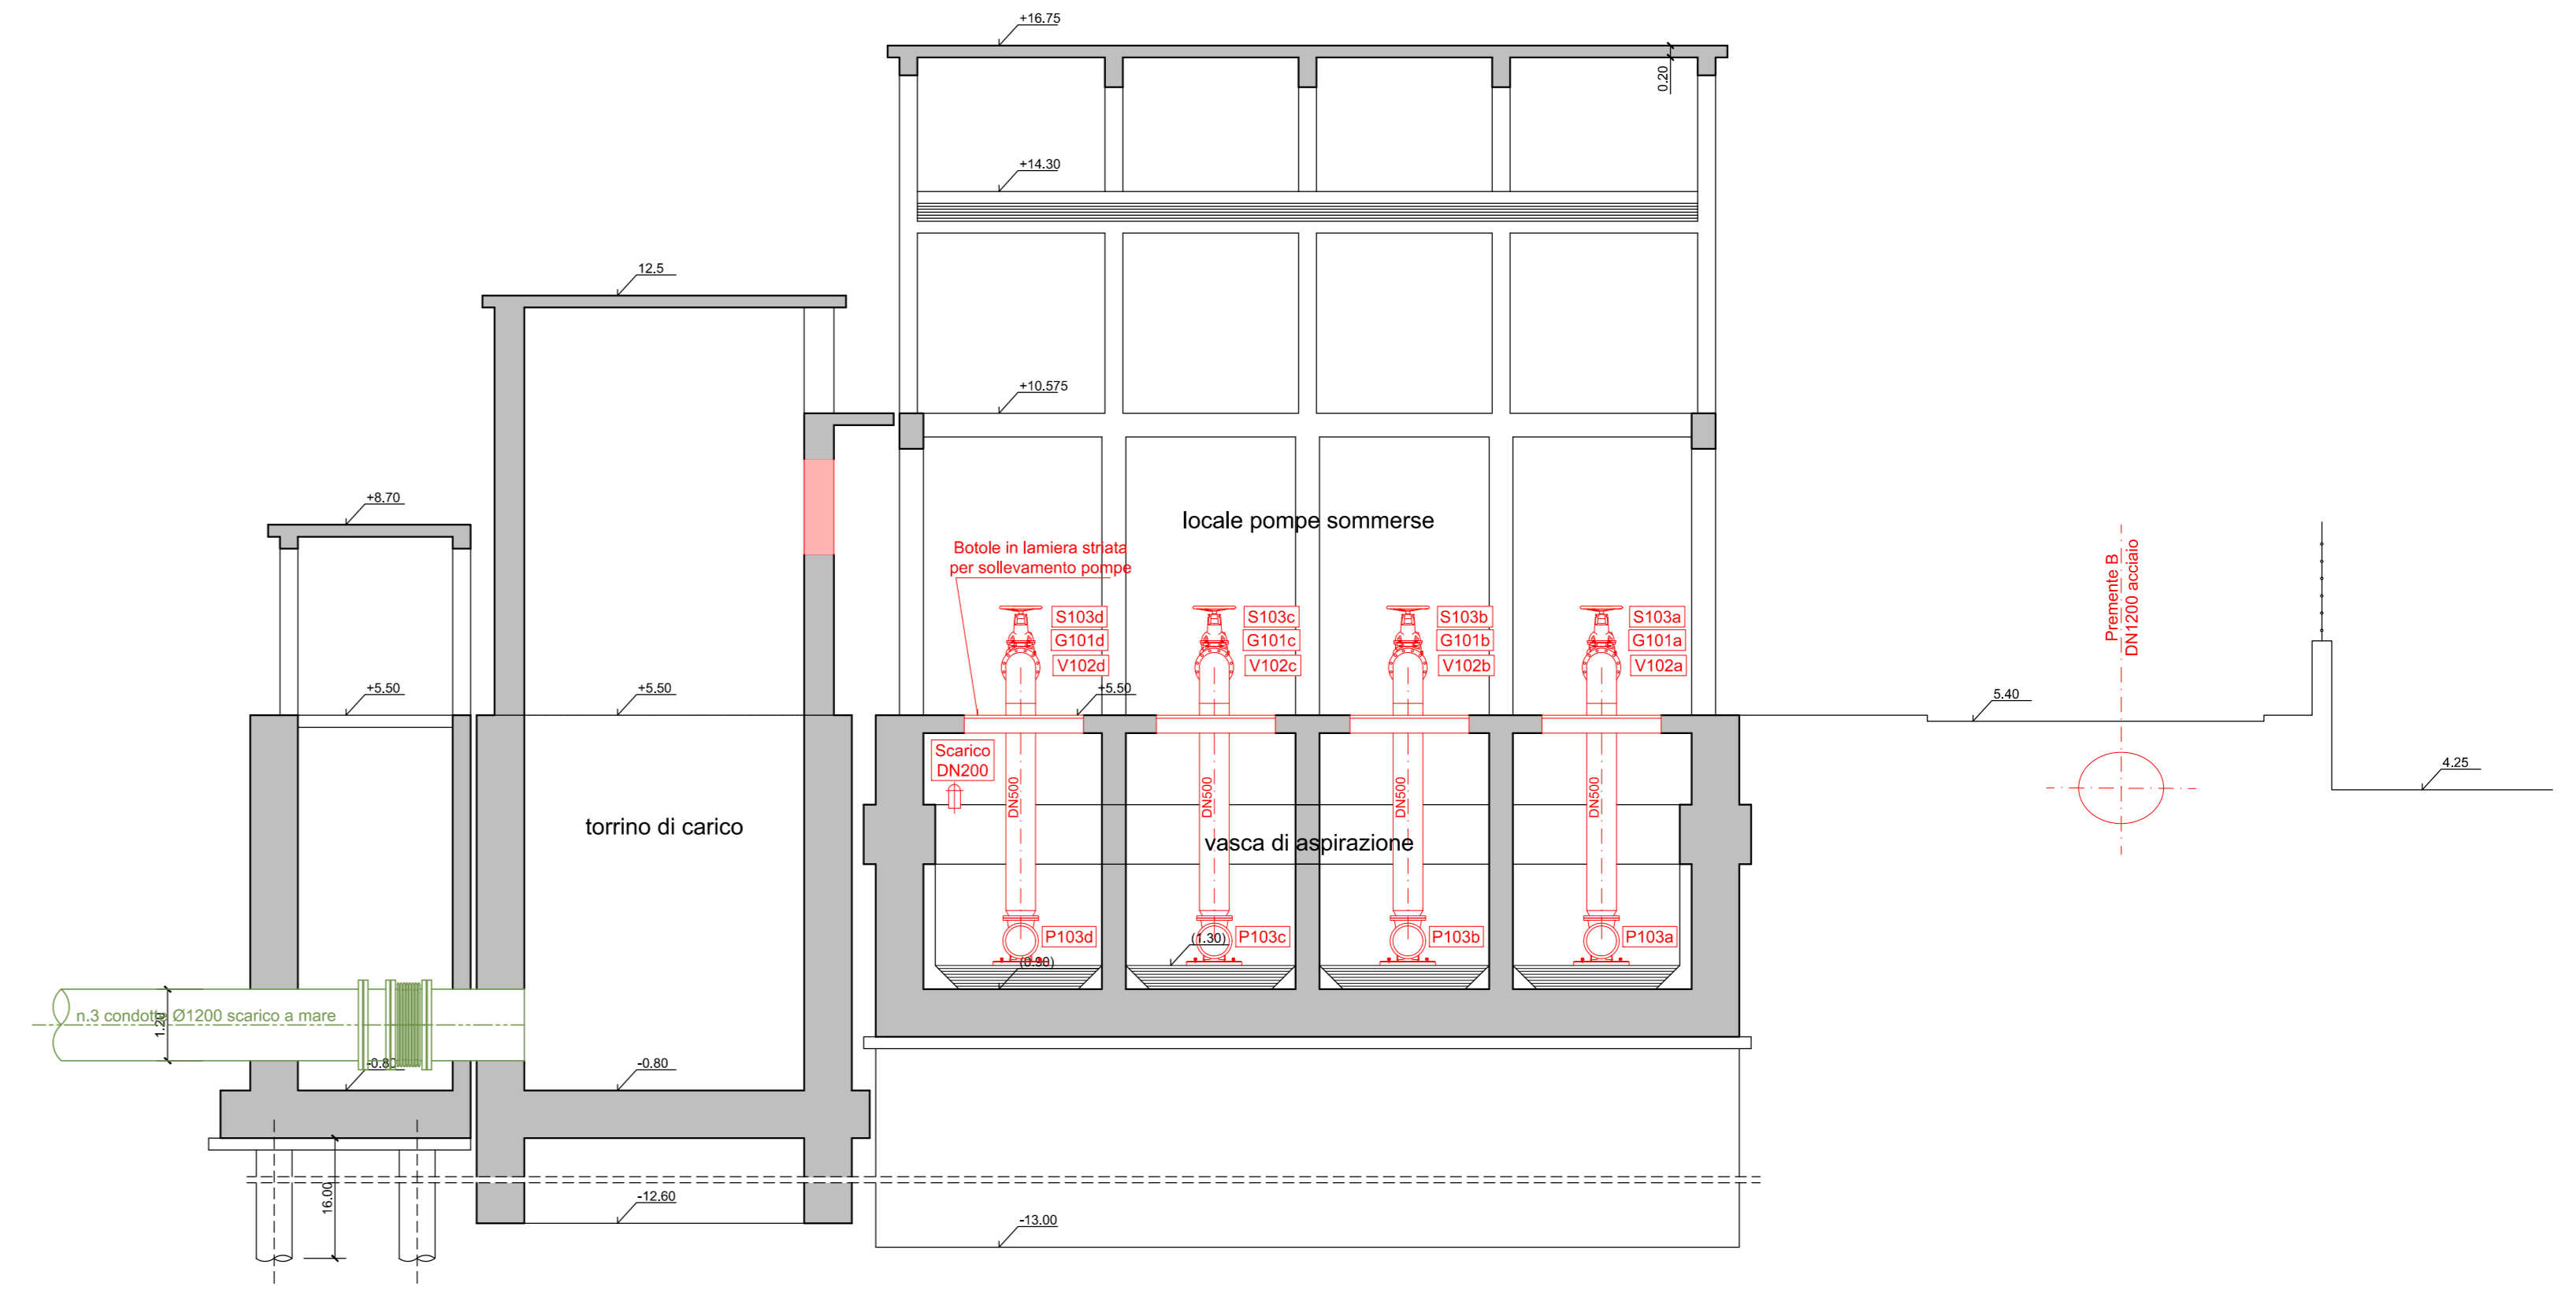 +16.75
0.20
+14.30
12.5
+10.575
+8.70
locale pompe sommerse
Botole in lamiera striata
per sollevamento pompe
Premente B
DN1200 acciaio
S103d
G101d
V102d
S103c
G101c
V102c
S103b
G101b
V102b
S103a
G101a
V102a
+5.50
+5.50
+5.50
5.40
4.25
Scarico
DN200
DN500
DN500
DN500
DN500
torrino di carico
vasca di aspirazione
P103d
P103c
P103b
P103a
(1.30)
(0.90)
n.3 condotte Ø1200 scarico a mare
1.20
-0.80
-0.80
16.00
-12.60
-13.00